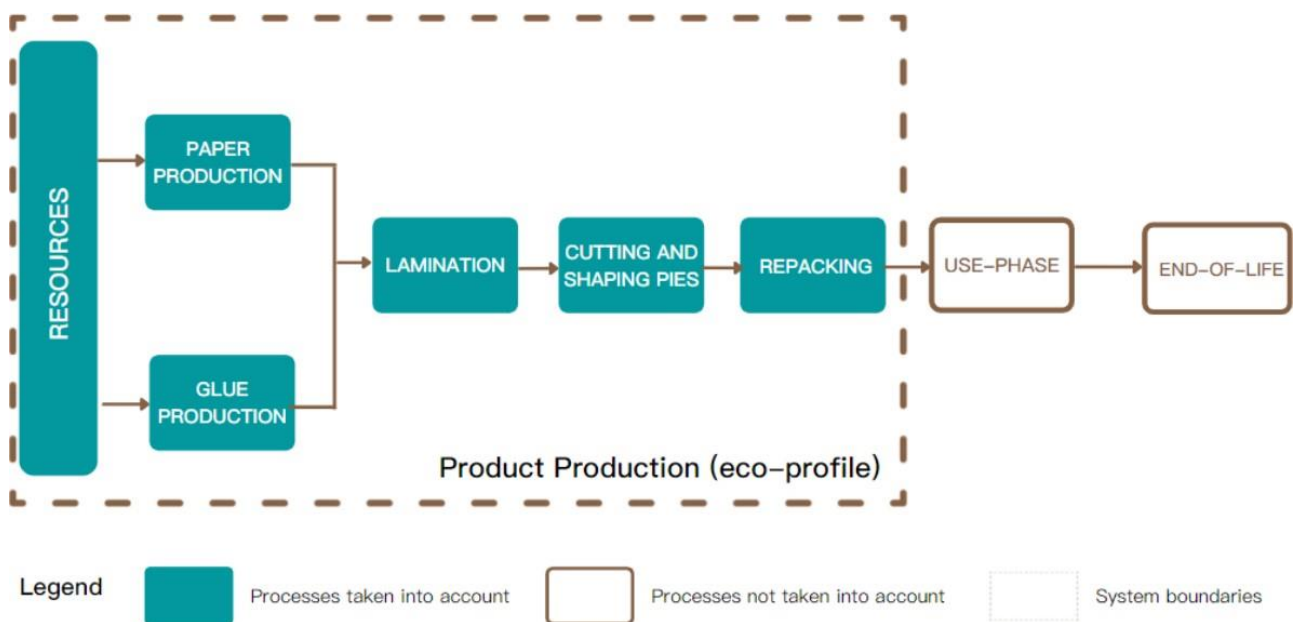 RESOURCES
PAPER
PRODUCTION
GLUE
PRODUCTION
LAMINATION
CUTTING AND
SHAPING PIES
REPACKING
USE-PHASE
END-OF-LIFE
Product Production (eco-profile)
Legend
Processes taken into account
Processes not taken into account
System boundaries